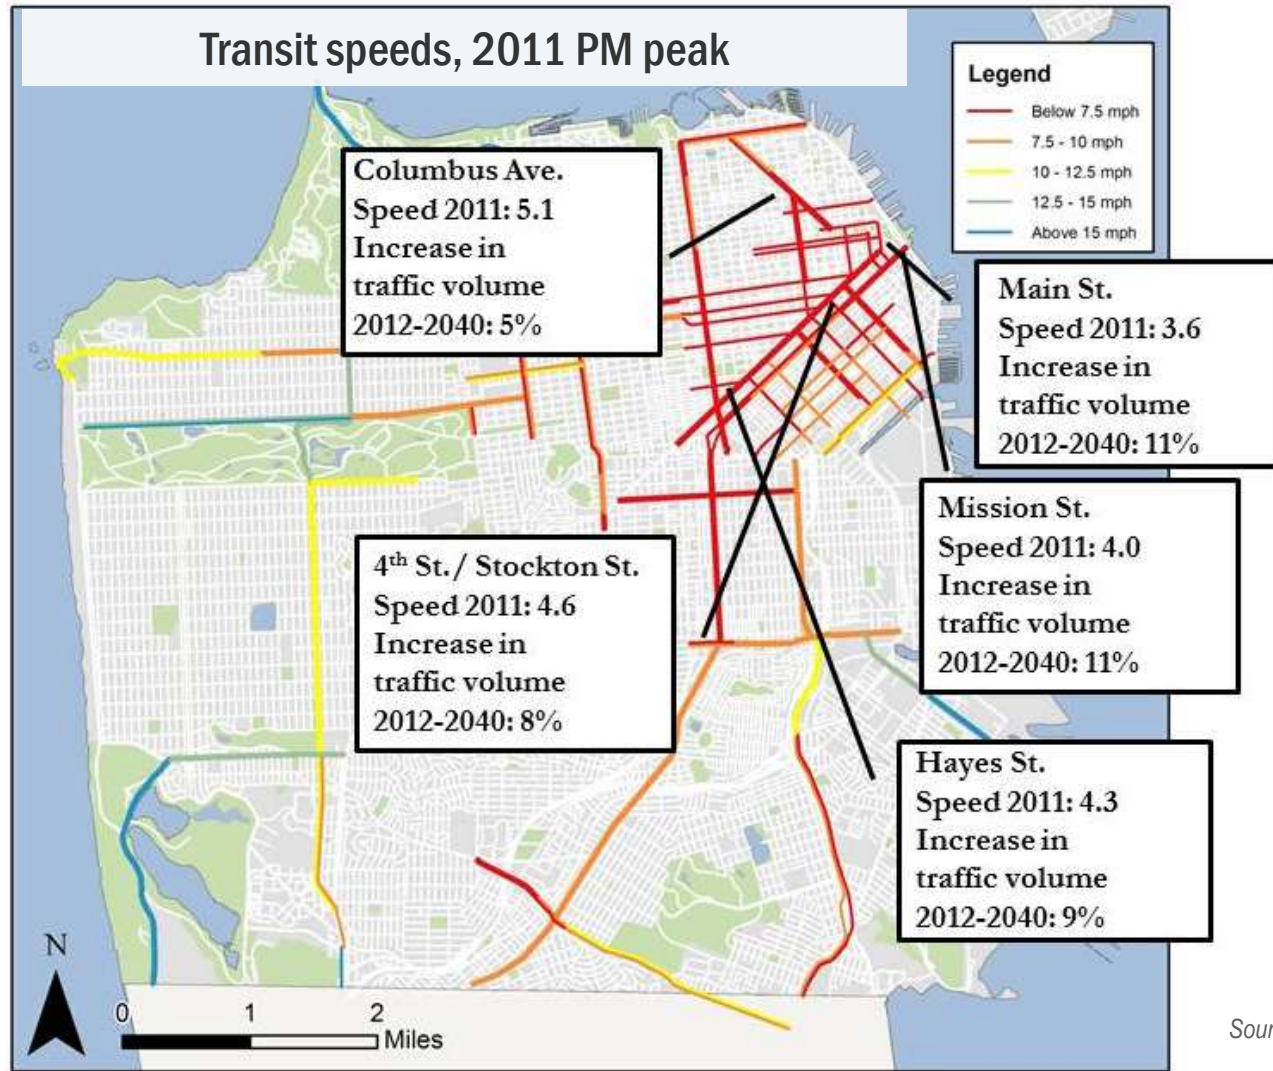 Transit speeds, 2011 PM peak
Legend
Below 7.5 mph
7.5 - 10 mph
10 - 12.5 mph
12.5 - 15 mph
Above 15 mph
Columbus Ave.
Speed 2011: 5.1
Increase in
traffic volume
2012-2040: 5%
Main St.
Speed 2011: 3.6
Increase in
traffic volume
2012-2040: 11%
Mission St.
Speed 2011: 4.0
Increase in
traffic volume
2012-2040: 11%
4th St./ Stockton St.
Speed 2011: 4.6
Increase in
traffic volume
2012-2040: 8%
Hayes St.
Speed 2011: 4.3
Increase in
traffic volume
2012-2040: 9%
N
0 1 2
Miles